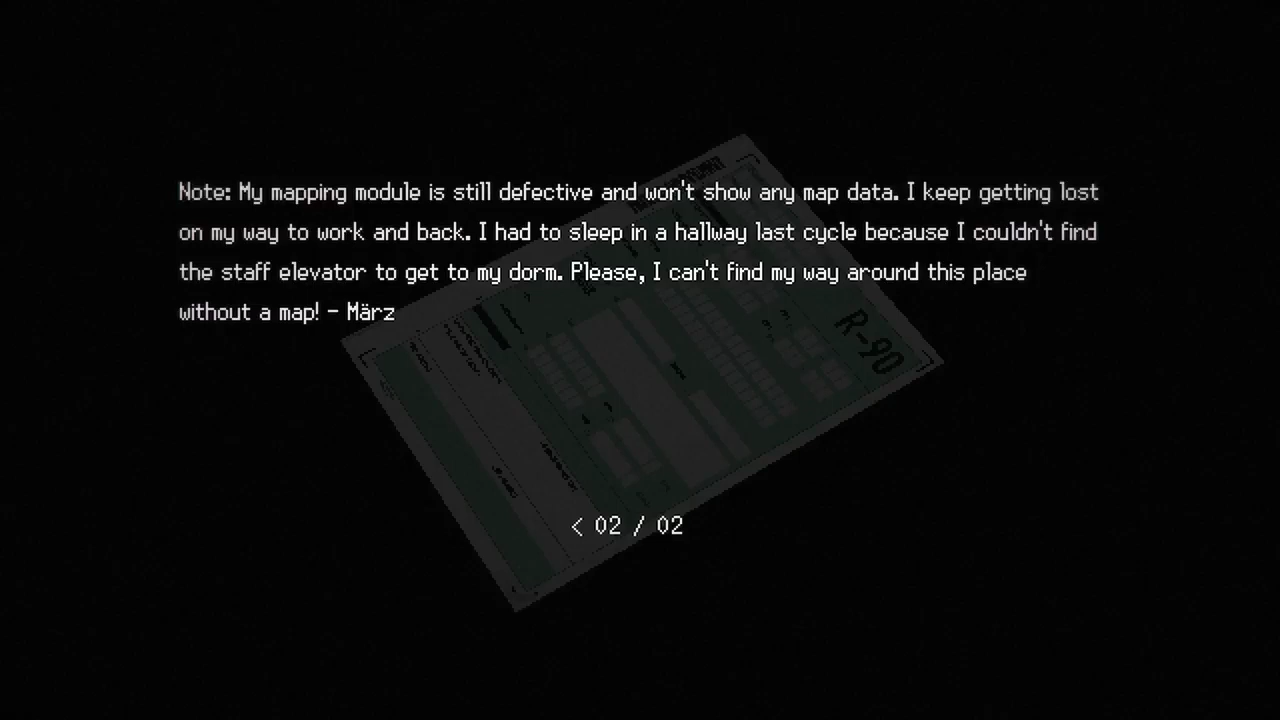 Note: My mapping module is still defective and won't show any map data. I keep getting lost
on my way to work and back. I had to sleep in a hallway last cycle because I couldn't find
the staff elevator to get to my dorm. Please, I can't find my way around this place
without a map! - März
R-90
< 02 / 02